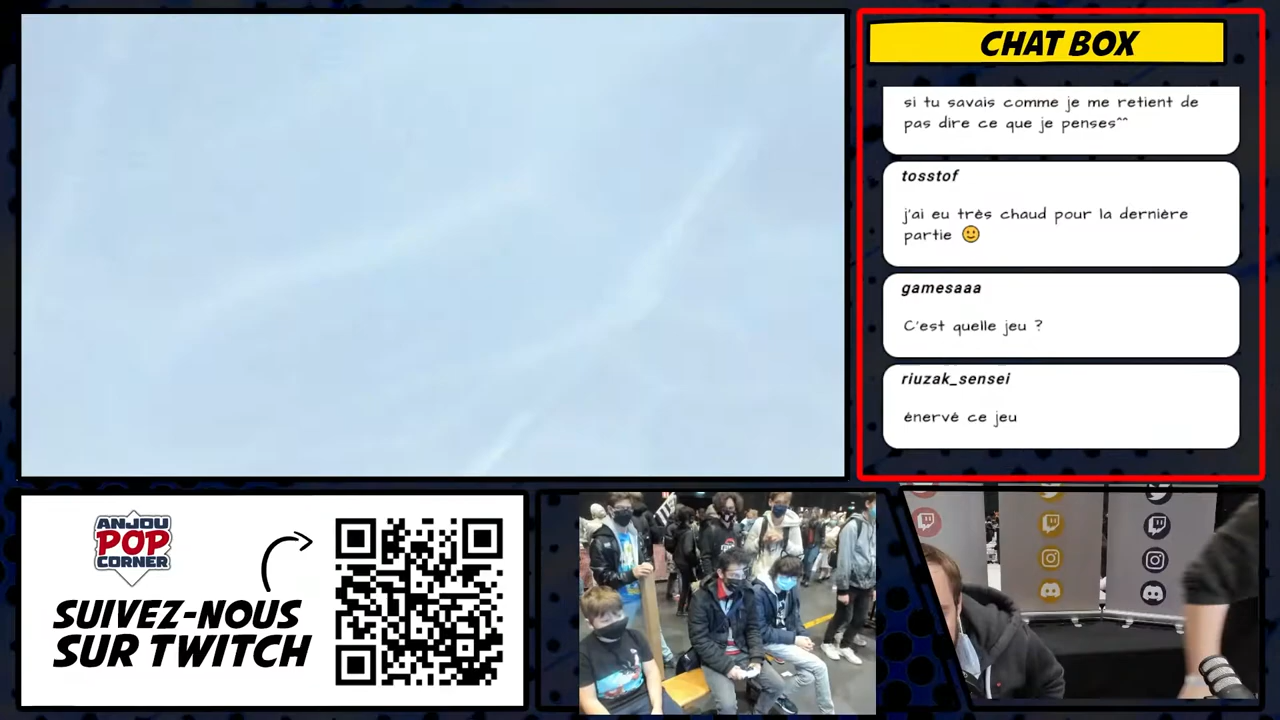 CHAT BOX
si tu savais comme je me retient de
pas dire ce que je penses^^
tosstof
j'ai eu très chaud pour la dernière
partie 🙂
gamesaaa
C'est quelle jeu ?
riuzak_sensei
énervé ce jeu
ANJOU
POP
CORNER
SUIVEZ-NOUS
SUR TWITCH